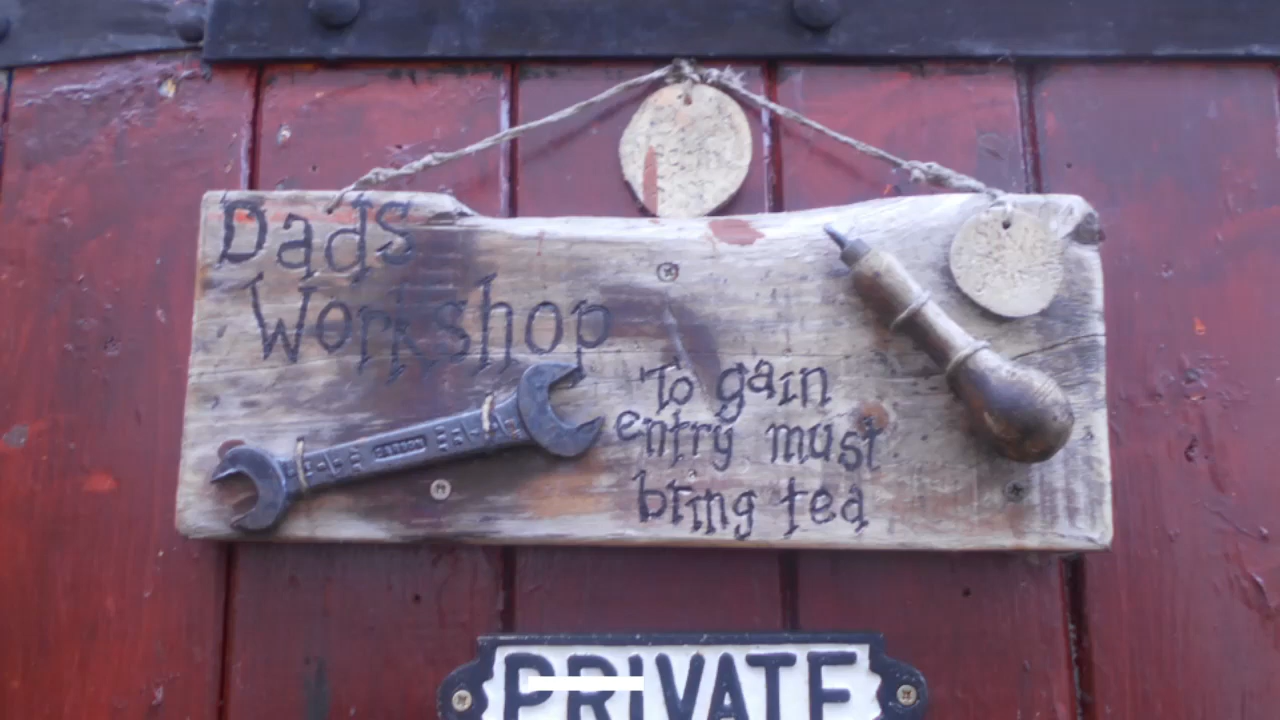 Dads
Workshop
To gain
entry must
bring tea
PRIVATE